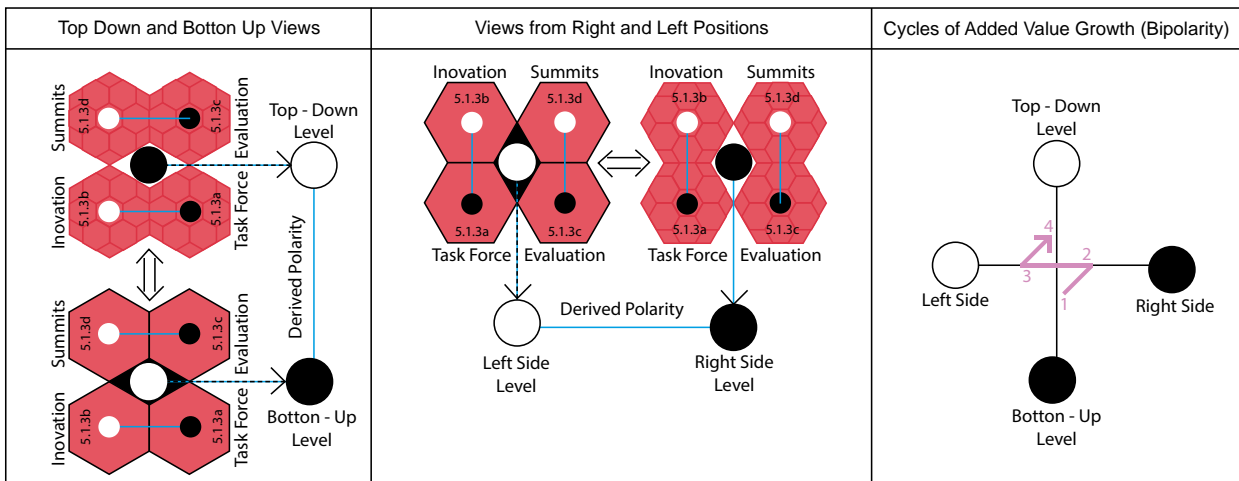 Top Down and Botton Up Views
Views from Right and Left Positions
Cycles of Added Value Growth (Bipolarity)
Summits
5.1.3d
5.1.3c
Evaluation
Inovation
5.1.3b
5.1.3a
Task Force
Top - Down
Level
Derived Polarity
Summits
5.1.3d
5.1.3c
Evaluation
Inovation
5.1.3b
5.1.3a
Task Force
Botton - Up
Level
Inovation
Summits
5.1.3b
5.1.3d
5.1.3a
5.1.3c
Task Force
Evaluation
Inovation
Summits
5.1.3b
5.1.3d
5.1.3a
5.1.3c
Task Force
Evaluation
Derived Polarity
Left Side
Level
Right Side
Level
Top - Down
Level
4
2
3
1
Left Side
Right Side
Botton - Up
Level